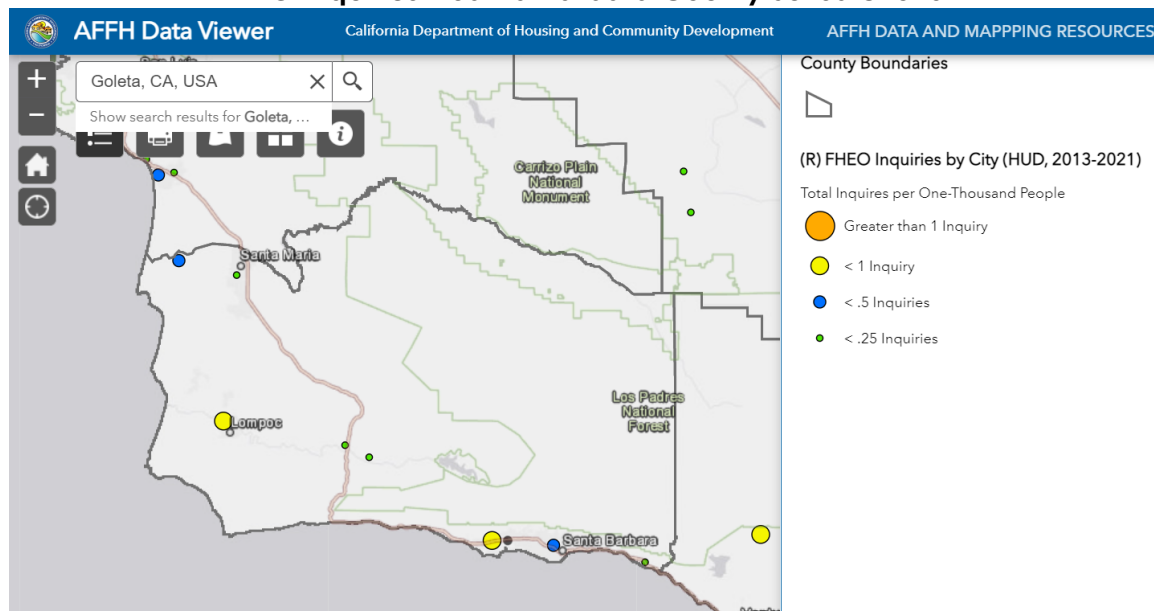 AFFH Data Viewer
California Department of Housing and Community Development
AFFH DATA AND MAPPPING RESOURCES
Goleta, CA, USA
Show search results for Goleta, ...
County Boundaries
(R) FHEO Inquiries by City (HUD, 2013-2021)
Total Inquires per One-Thousand People
Greater than 1 Inquiry
< 1 Inquiry
< .5 Inquiries
< .25 Inquiries
Carrizo Plain
National
Monument
Santa Maria
Lompoc
Los Padres
National
Forest
Santa Barbara